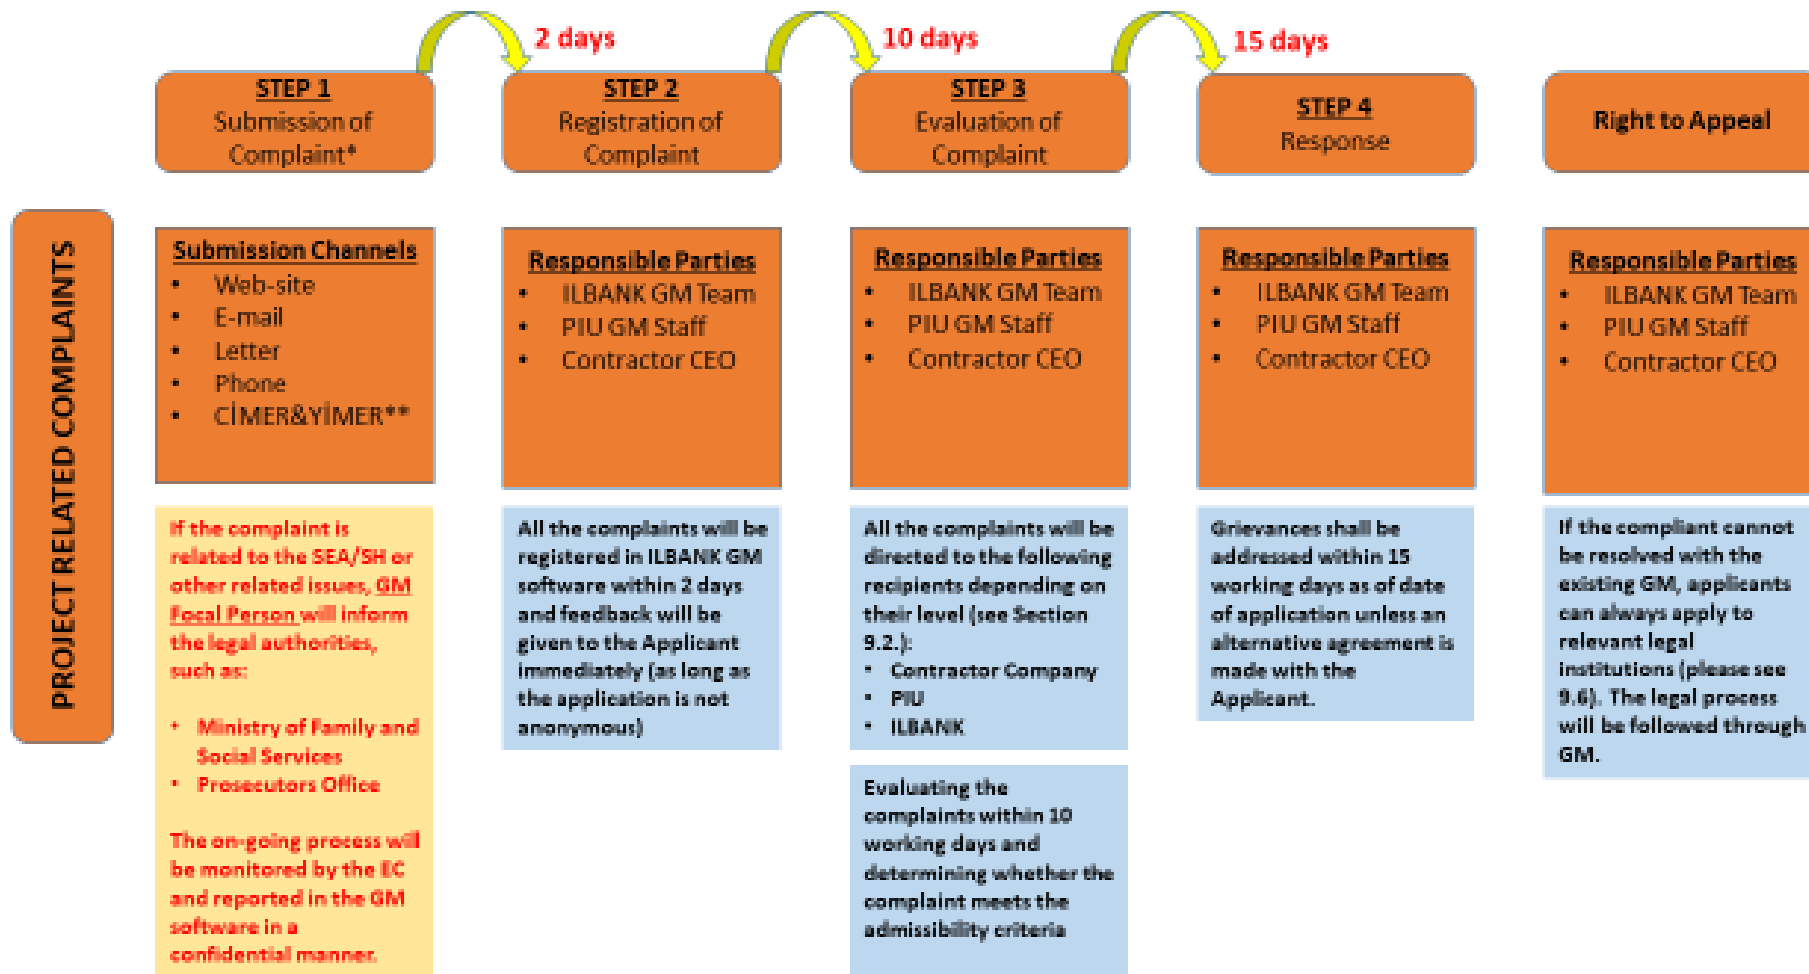 2 days
10 days
15 days
STEP 1
Submission of
Complaint*
STEP 2
Registration of
Complaint
STEP 3
Evaluation of
Complaint
STEP 4
Response
Right to Appeal
PROJECT RELATED COMPLAINTS
Submission Channels
• Web-site
• E-mail
• Letter
• Phone
• CİMER&YİMER**
Responsible Parties
• ILBANK GM Team
• PIU GM Staff
• Contractor CEO
Responsible Parties
• ILBANK GM Team
• PIU GM Staff
• Contractor CEO
Responsible Parties
• ILBANK GM Team
• PIU GM Staff
• Contractor CEO
Responsible Parties
• ILBANK GM Team
• PIU GM Staff
• Contractor CEO
If the complaint is
related to the SEA/SH or
other related issues, GM
Focal Person will inform
the legal authorities,
such as:
• Ministry of Family and
Social Services
• Prosecutors Office
The on-going process will
be monitored by the EC
and reported in the GM
software in a
confidential manner.
All the complaints will be
registered in ILBANK GM
software within 2 days
and feedback will be
given to the Applicant
immediately (as long as
the application is not
anonymous)
All the complaints will be
directed to the following
recipients depending on
their level (see Section
9.2.):
• Contractor Company
• PIU
• ILBANK
Evaluating the
complaints within 10
working days and
determining whether the
complaint meets the
admissibility criteria
Grievances shall be
addressed within 15
working days as of date
of application unless an
alternative agreement is
made with the
Applicant.
If the compliant cannot
be resolved with the
existing GM, applicants
can always apply to
relevant legal
institutions (please see
9.6). The legal process
will be followed through
GM.